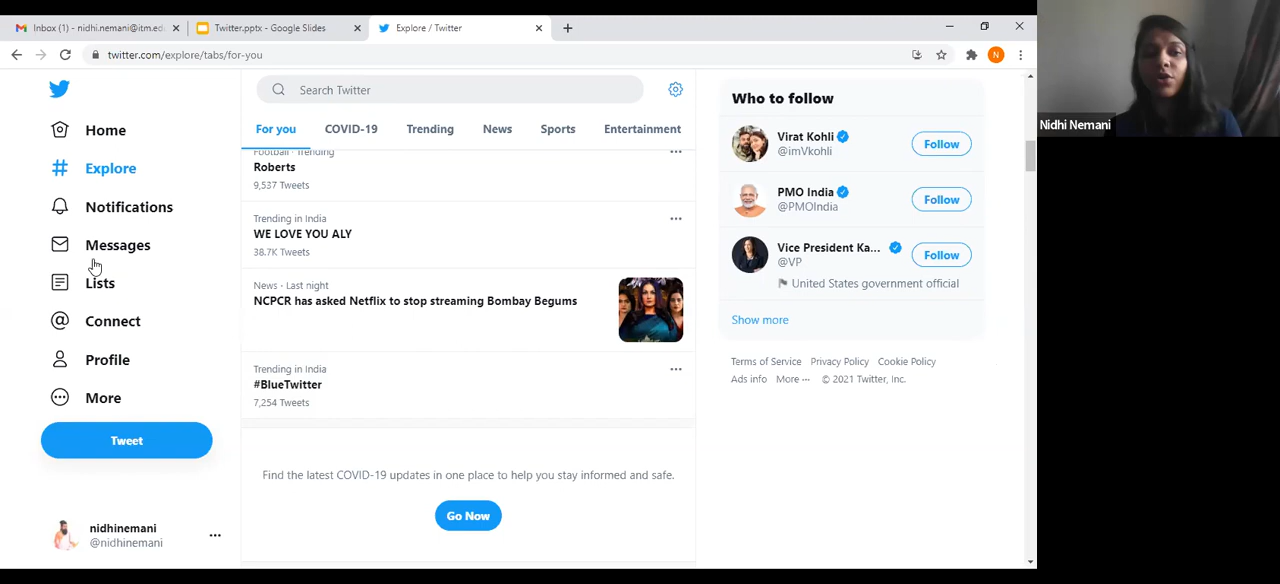 Inbox (1) - nidhi.nemani@itm.ed
Twitter.pptx - Google Slides
Explore / Twitter
twitter.com/explore/tabs/for-you
N
Home
Explore
Notifications
Messages
Lists
Connect
Profile
More
Tweet
nidhinemani
@nidhinemani
Search Twitter
For you
COVID-19
Trending
News
Sports
Entertainment
Football · Trending
Roberts
9,537 Tweets
Trending in India
WE LOVE YOU ALY
38.7K Tweets
News · Last night
NCPCR has asked Netflix to stop streaming Bombay Begums
Trending in India
#BlueTwitter
7,254 Tweets
Find the latest COVID-19 updates in one place to help you stay informed and safe.
Go Now
Who to follow
Virat Kohli
@imVkohli
Follow
PMO India
@PMOIndia
Follow
Vice President Ka...
@VP
Follow
United States government official
Show more
Terms of Service Privacy Policy Cookie Policy
Ads info More ··· © 2021 Twitter, Inc.
Nidhi Nemani